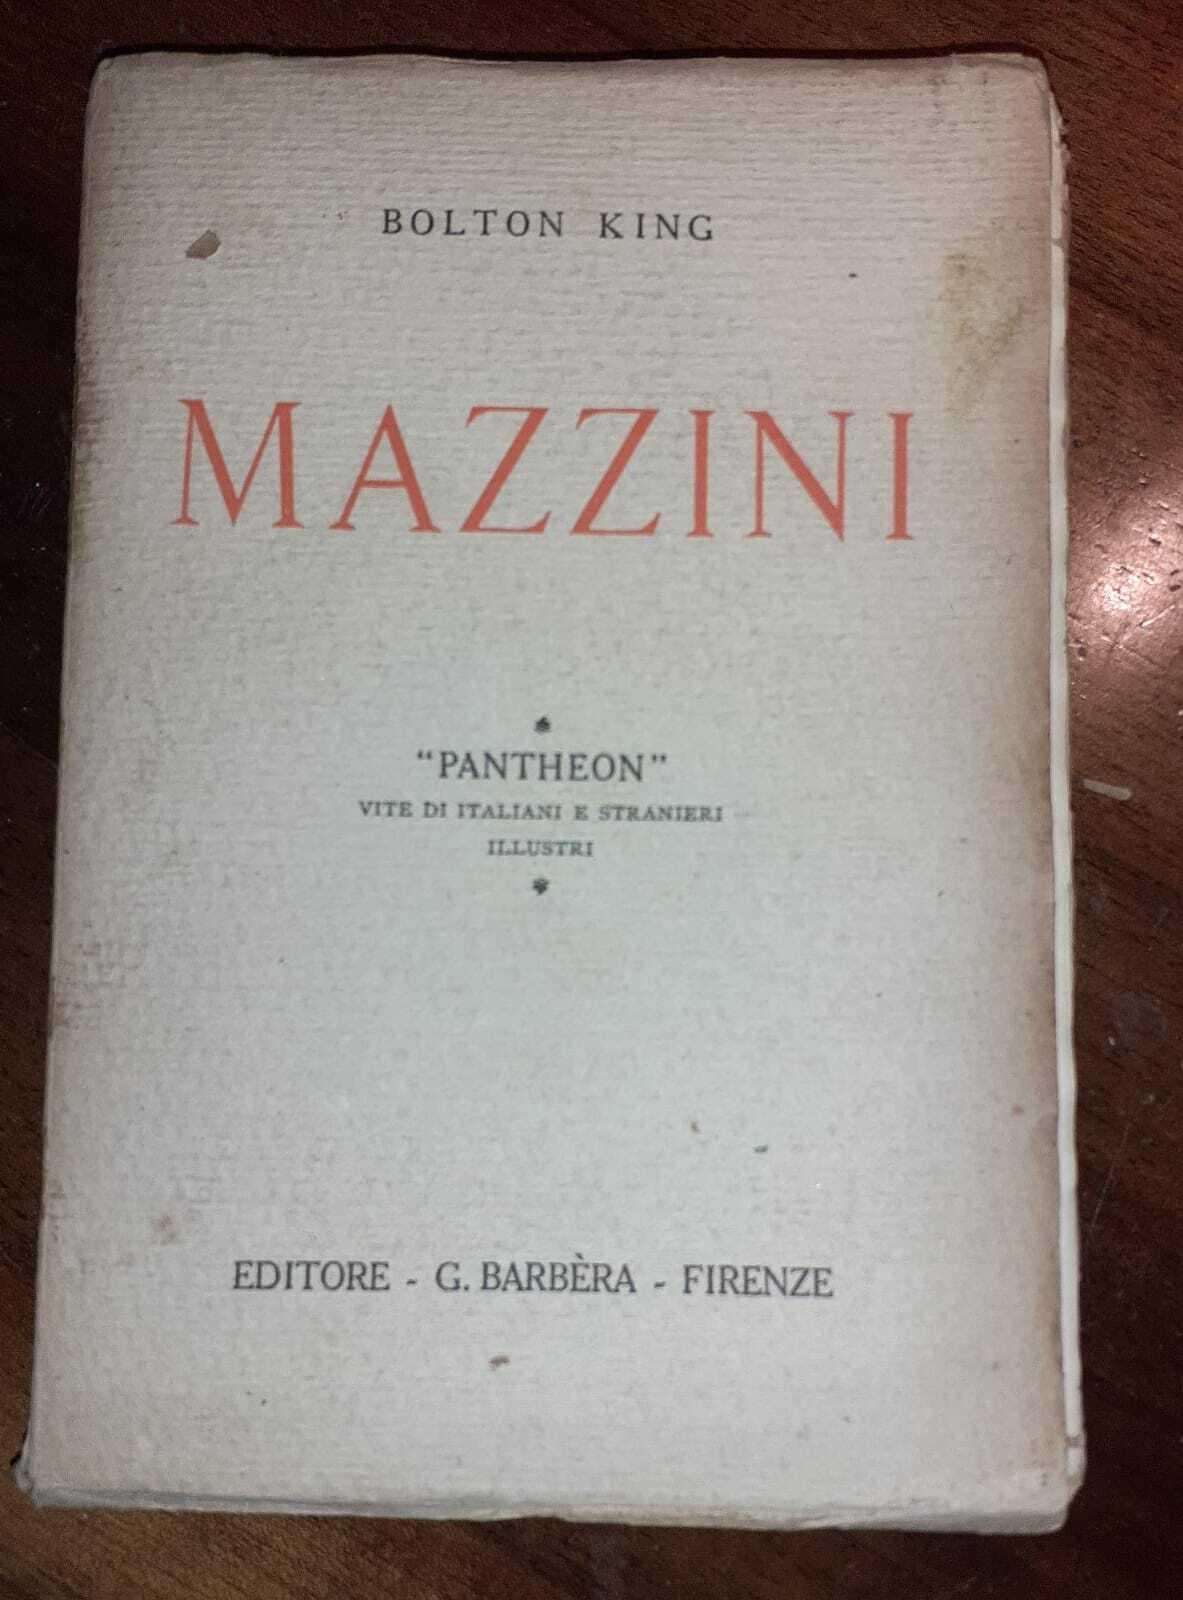 BOLTON KING
MAZZINI
“PANTHEON”
VITE DI ITALIANI E STRANIERI
ILLUSTRI
EDITORE - G. BARBÈRA - FIRENZE